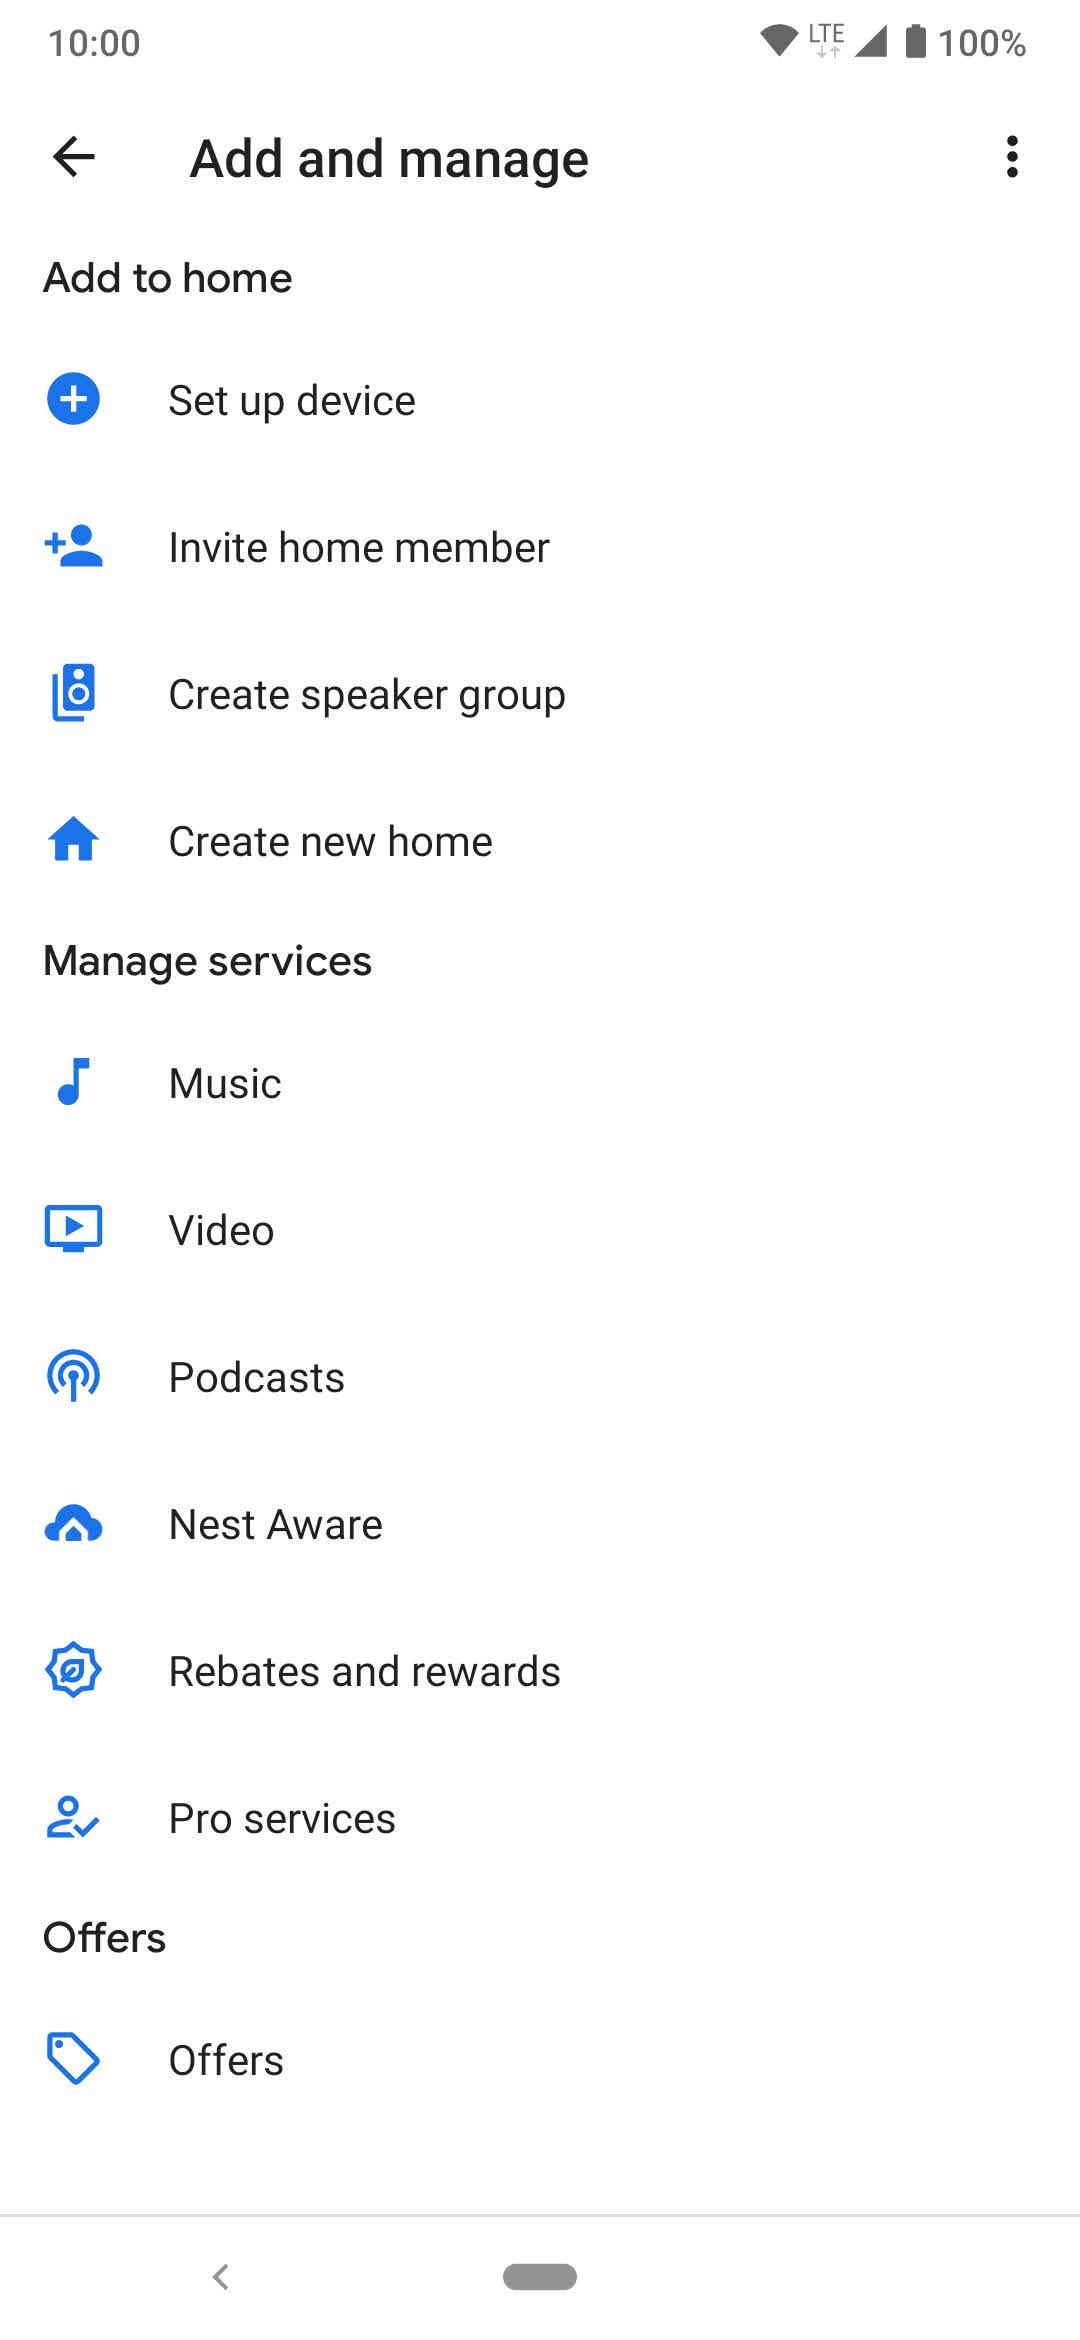 10:00
LTE
100%
Add and manage
Add to home
Set up device
Invite home member
Create speaker group
Create new home
Manage services
Music
Video
Podcasts
Nest Aware
Rebates and rewards
Pro services
Offers
Offers